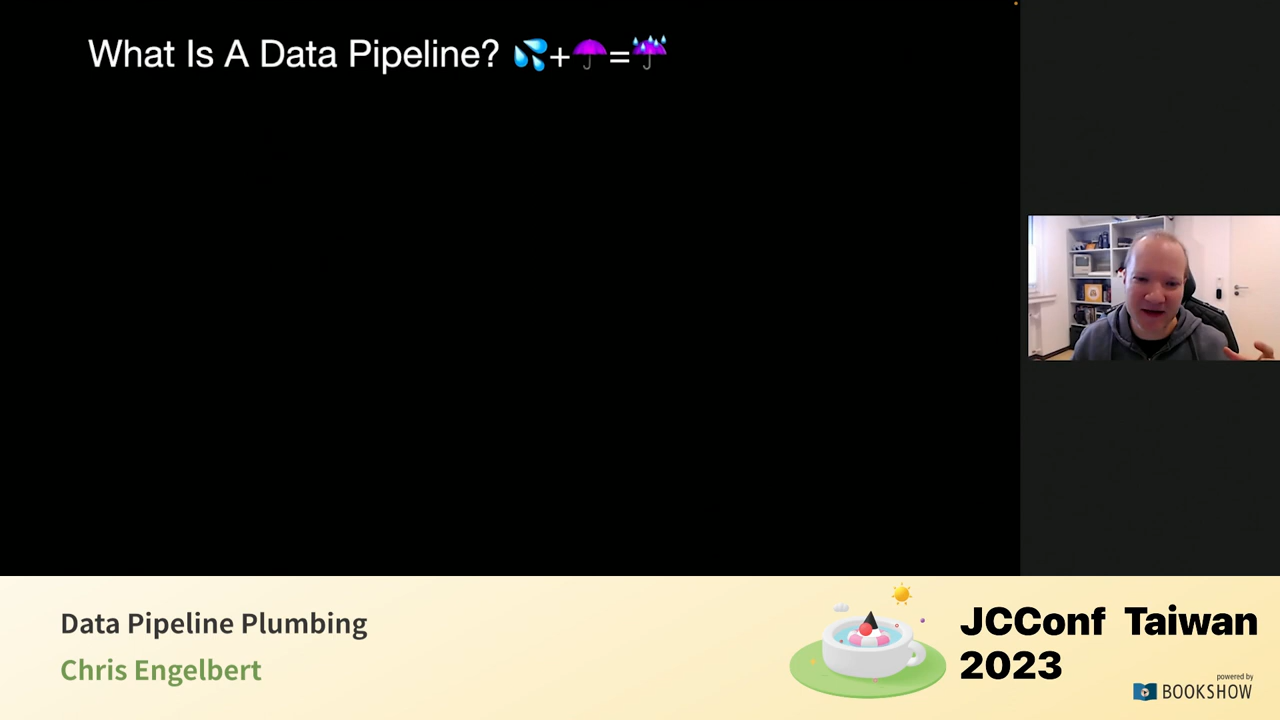 What Is A Data Pipeline? 💦+☂=☔
Data Pipeline Plumbing
Chris Engelbert
JCConf Taiwan
2023
powered by
BOOKSHOW